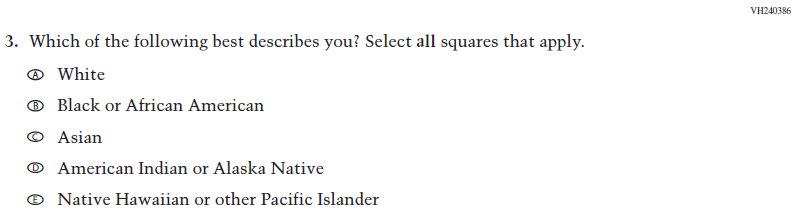 VH240386
3. Which of the following best describes you? Select all squares that apply.
A White
B Black or African American
C Asian
D American Indian or Alaska Native
E Native Hawaiian or other Pacific Islander